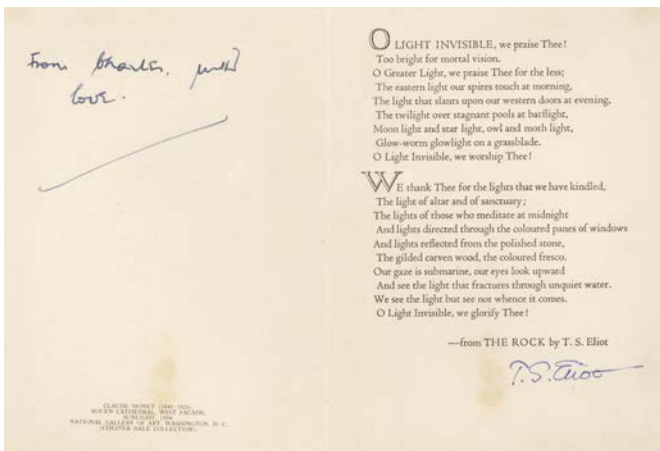 From Charles, with
love.
CLAUDE MONET (1840-1926)
ROUEN CATHEDRAL, WEST FACADE,
SUNLIGHT, 1894
NATIONAL GALLERY OF ART, WASHINGTON, D. C.
(CHESTER DALE COLLECTION).
O LIGHT INVISIBLE, we praise Thee!
Too bright for mortal vision.
O Greater Light, we praise Thee for the less;
The eastern light our spires touch at morning,
The light that slants upon our western doors at evening,
The twilight over stagnant pools at batflight,
Moon light and star light, owl and moth light,
Glow-worm glowlight on a grassblade.
O Light Invisible, we worship Thee!
WE thank Thee for the lights that we have kindled,
The light of altar and of sanctuary;
The lights of those who meditate at midnight
And lights directed through the coloured panes of windows
And lights reflected from the polished stone,
The gilded carven wood, the coloured fresco.
Our gaze is submarine, our eyes look upward
And see the light that fractures through unquiet water.
We see the light but see not whence it comes.
O Light Invisible, we glorify Thee!
—from THE ROCK by T. S. Eliot
T. S. Eliot